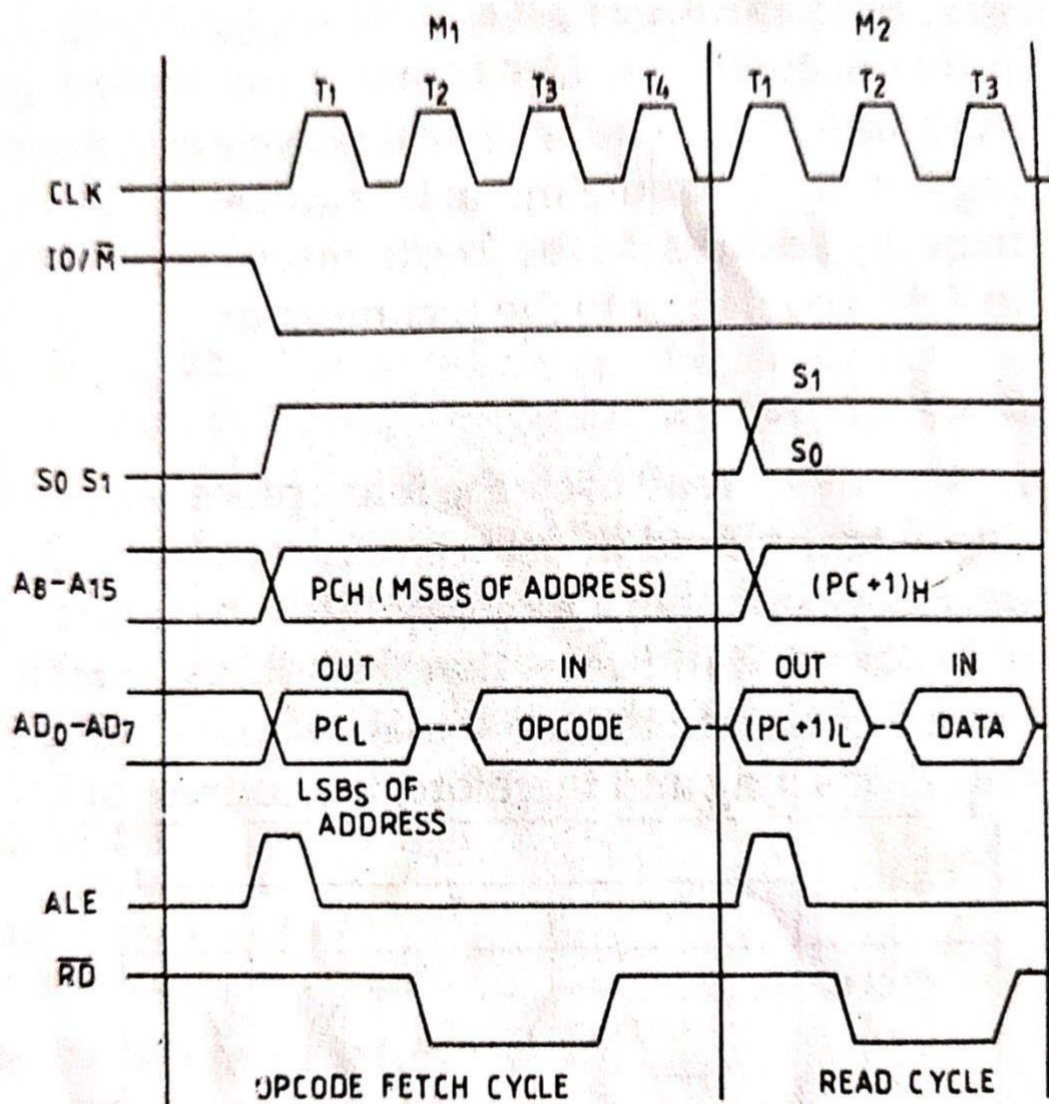 M1 M2
T1 T2 T3 T4 T1 T2 T3
CLK
IO/M̅
S1
S0 S1 S0
A8-A15 PCH (MSBS OF ADDRESS) (PC+1)H
OUT IN OUT IN
AD0-AD7 PCL OPCODE (PC+1)L DATA
LSBS OF
ADDRESS
ALE
R̅D̅
OPCODE FETCH CYCLE READ CYCLE